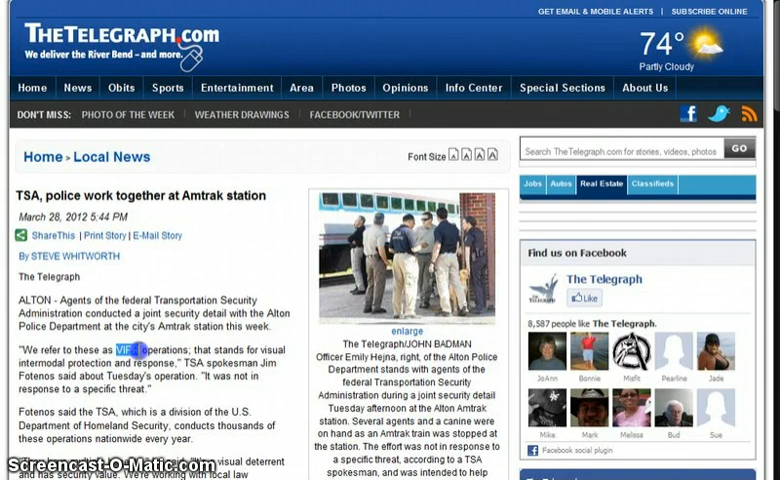 GET EMAIL & MOBILE ALERTS | SUBSCRIBE ONLINE
THETELEGRAPH.com
We deliver the River Bend – and more.
74°
Partly Cloudy
Home News Obits Sports Entertainment Area Photos Opinions Info Center Special Sections About Us
DON'T MISS: PHOTO OF THE WEEK WEATHER DRAWINGS FACEBOOK/TWITTER
Home > Local News
Font Size A A A A
Search TheTelegraph.com for stories, videos, photos GO
Jobs Autos Real Estate Classifieds
TSA, police work together at Amtrak station
March 28, 2012 5:44 PM
ShareThis | Print Story | E-Mail Story
By STEVE WHITWORTH
The Telegraph
ALTON - Agents of the federal Transportation Security
Administration conducted a joint security detail with the Alton
Police Department at the city's Amtrak station this week.
"We refer to these as operations; that stands for visual
intermodal protection and response," TSA spokesman Jim
Fotenos said about Tuesday's operation. "It was not in
response to a specific threat."
Fotenos said the TSA, which is a division of the U.S.
Department of Homeland Security, conducts thousands of
these operations nationwide every year.
visual deterrent
and has security value. We're working with local law
enlarge
The Telegraph/JOHN BADMAN
Officer Emily Hejna, right, of the Alton Police
Department stands with agents of the
federal Transportation Security
Administration during a joint security detail
Tuesday afternoon at the Alton Amtrak
station. Several agents and a canine were
on hand as an Amtrak train was stopped at
the station. The effort was not in response to
a specific threat, according to a TSA
spokesman, and was intended to help
Find us on Facebook
The Telegraph
Like
8,587 people like The Telegraph.
JoAnn Bonnie Misfit Pearline Jade
Mike Mark Melissa Bud Sue
Facebook social plugin
Screencast-O-Matic.com